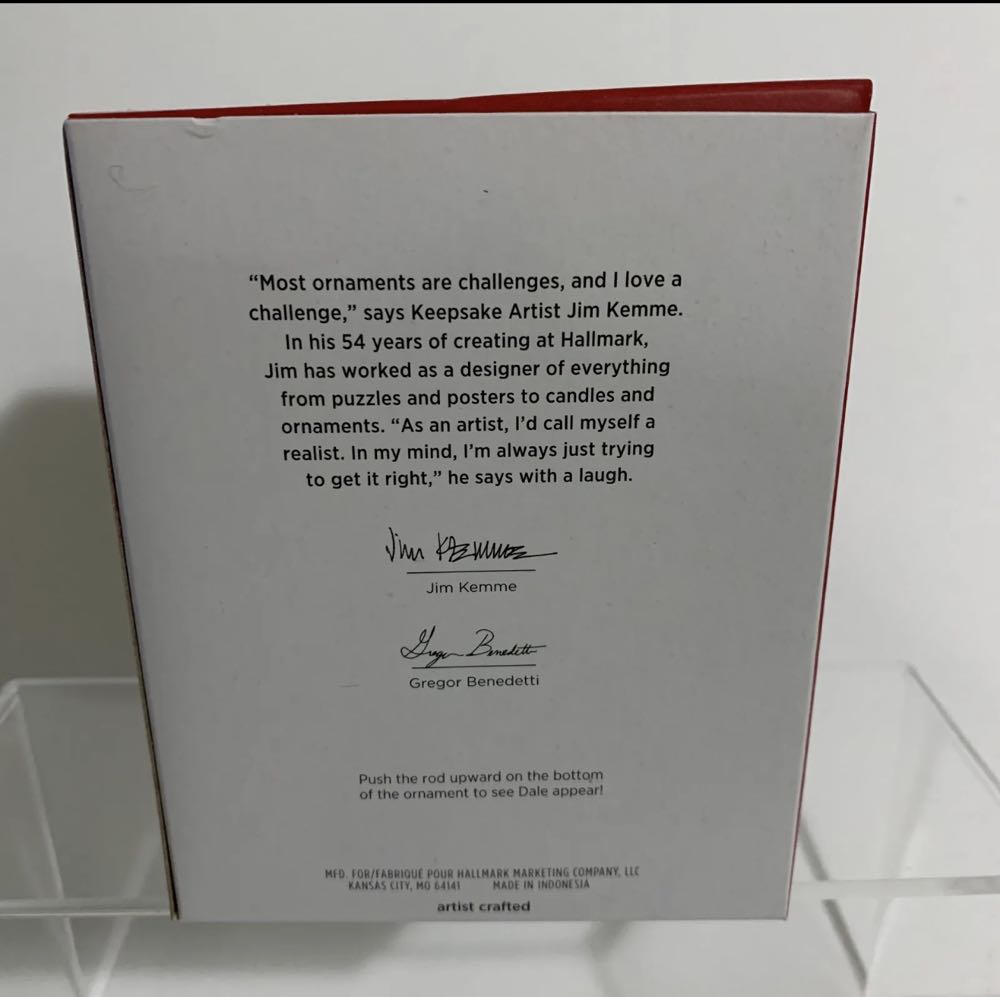 “Most ornaments are challenges, and I love a
challenge,” says Keepsake Artist Jim Kemme.
In his 54 years of creating at Hallmark,
Jim has worked as a designer of everything
from puzzles and posters to candles and
ornaments. “As an artist, I’d call myself a
realist. In my mind, I’m always just trying
to get it right,” he says with a laugh.
Jim Kemme
Jim Kemme
Gregor Benedetti
Gregor Benedetti
Push the rod upward on the bottom
of the ornament to see Dale appear!
MFD. FOR/FABRIQUÉ POUR HALLMARK MARKETING COMPANY, LLC
KANSAS CITY, MO 64141 MADE IN INDONESIA
artist crafted